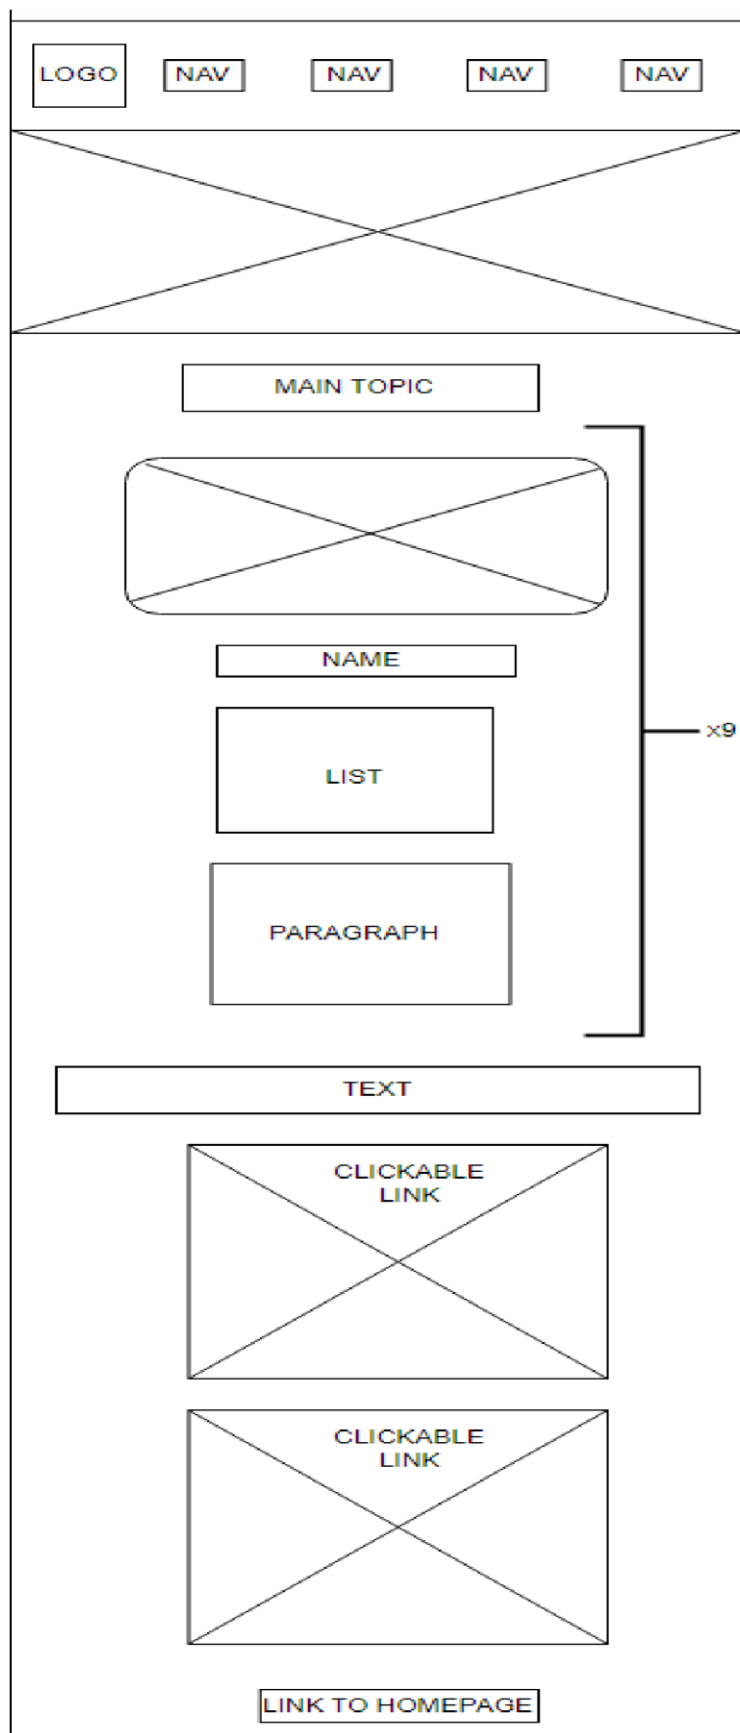 LOGO NAV NAV NAV NAV
MAIN TOPIC
NAME
LIST
x9
PARAGRAPH
TEXT
CLICKABLE
LINK
CLICKABLE
LINK
LINK TO HOMEPAGE